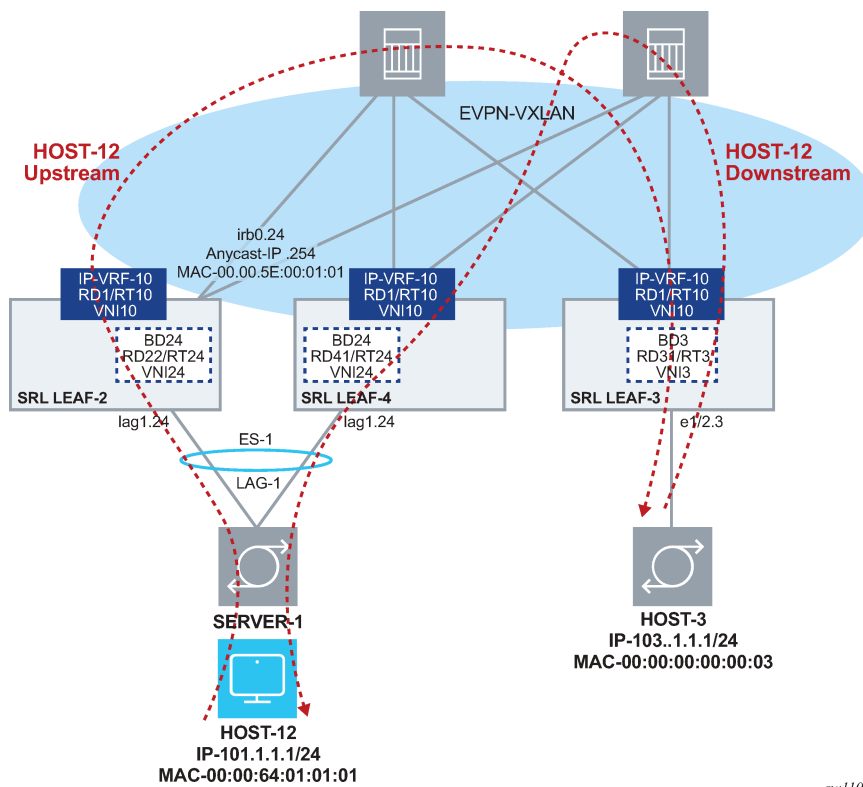 EVPN-VXLAN
HOST-12
Upstream
HOST-12
Downstream
irb0.24
Anycast-IP .254
MAC-00.00.5E:00:01:01
IP-VRF-10
RD1/RT10
VNI10
IP-VRF-10
RD1/RT10
VNI10
IP-VRF-10
RD1/RT10
VNI10
BD24
RD22/RT24
VNI24
BD24
RD41/RT24
VNI24
BD3
RD31/RT3
VNI3
SRL LEAF-2
SRL LEAF-4
SRL LEAF-3
lag1.24
lag1.24
e1/2.3
ES-1
LAG-1
SERVER-1
HOST-3
IP-103..1.1.1/24
MAC-00:00:00:00:00:03
HOST-12
IP-101.1.1.1/24
MAC-00:00:64:01:01:01